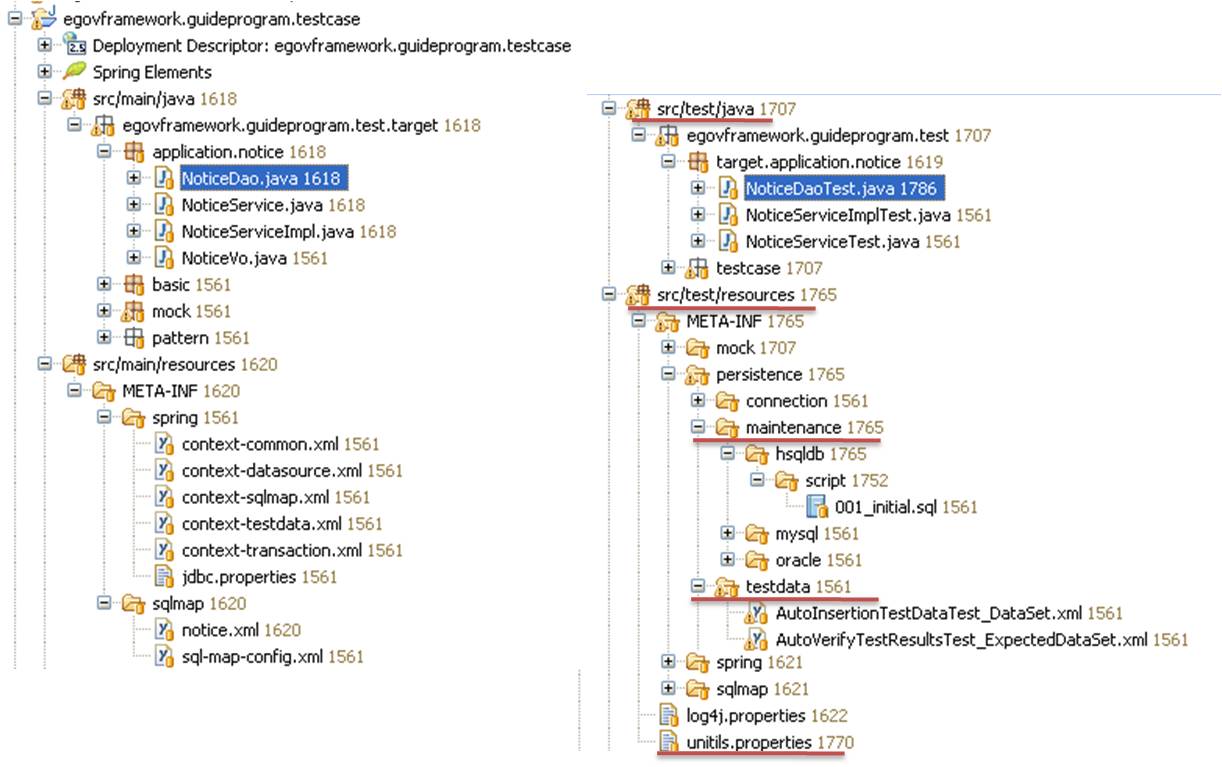 egovframework.guideprogram.testcase
Deployment Descriptor: egovframework.guideprogram.testcase
Spring Elements
src/main/java 1618
egovframework.guideprogram.test.target 1618
application.notice 1618
NoticeDao.java 1618
NoticeService.java 1618
NoticeServiceImpl.java 1618
NoticeVo.java 1561
basic 1561
mock 1561
pattern 1561
src/main/resources 1620
META-INF 1620
spring 1561
context-common.xml 1561
context-datasource.xml 1561
context-sqlmap.xml 1561
context-testdata.xml 1561
context-transaction.xml 1561
jdbc.properties 1561
sqlmap 1620
notice.xml 1620
sql-map-config.xml 1561
src/test/java 1707
egovframework.guideprogram.test 1707
target.application.notice 1619
NoticeDaoTest.java 1786
NoticeServiceImplTest.java 1561
NoticeServiceTest.java 1561
testcase 1707
src/test/resources 1765
META-INF 1765
mock 1707
persistence 1765
connection 1561
maintenance 1765
hsqldb 1765
script 1752
001_initial.sql 1561
mysql 1561
oracle 1561
testdata 1561
AutoInsertionTestDataTest_DataSet.xml 1561
AutoVerifyTestResultsTest_ExpectedDataSet.xml 1561
spring 1621
sqlmap 1621
log4j.properties 1622
unitils.properties 1770